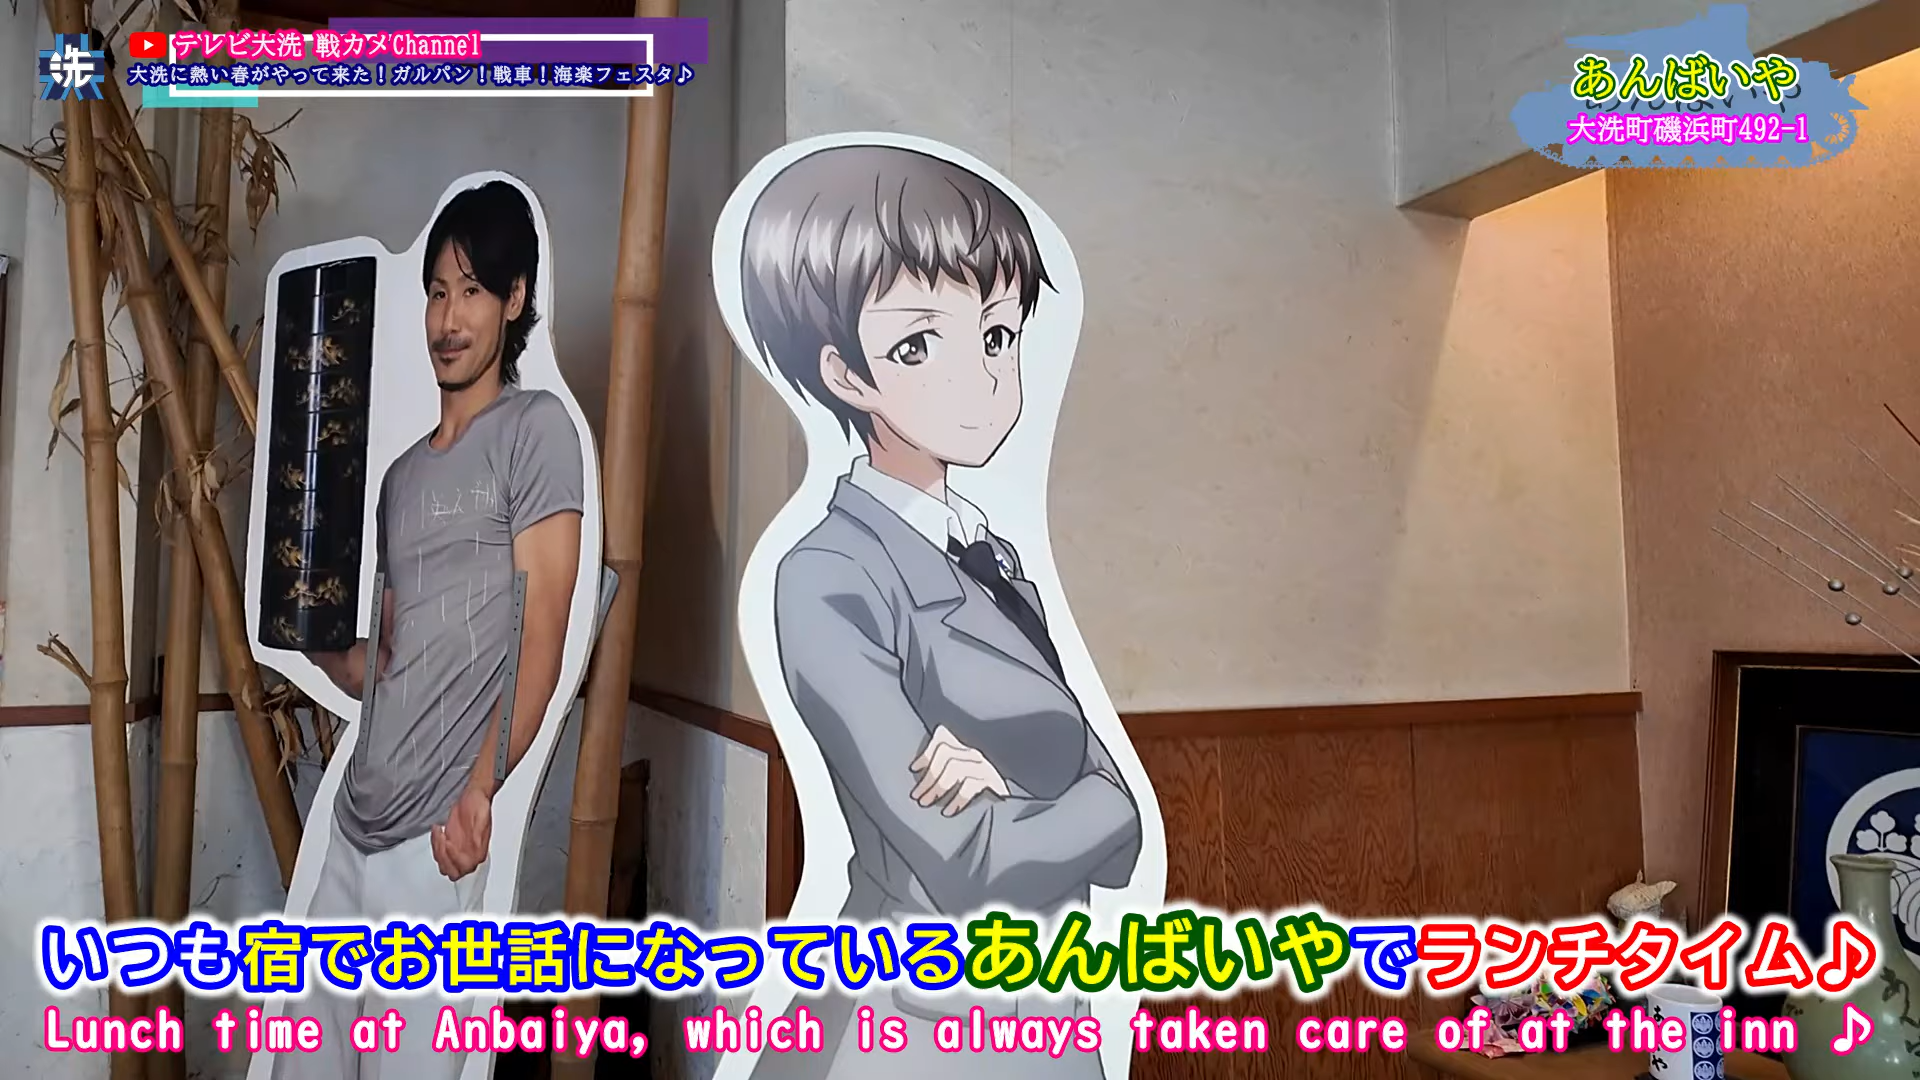 洗
テレビ大洗 戦カメChannel
大洗に熱い春がやって来た！ガルパン！戦車！海楽フェスタ♪
あんばいや
大洗町磯浜町492-1
いつも宿でお世話になっているあんばいやでランチタイム♪
Lunch time at Anbaiya, which is always taken care of at the inn ♪